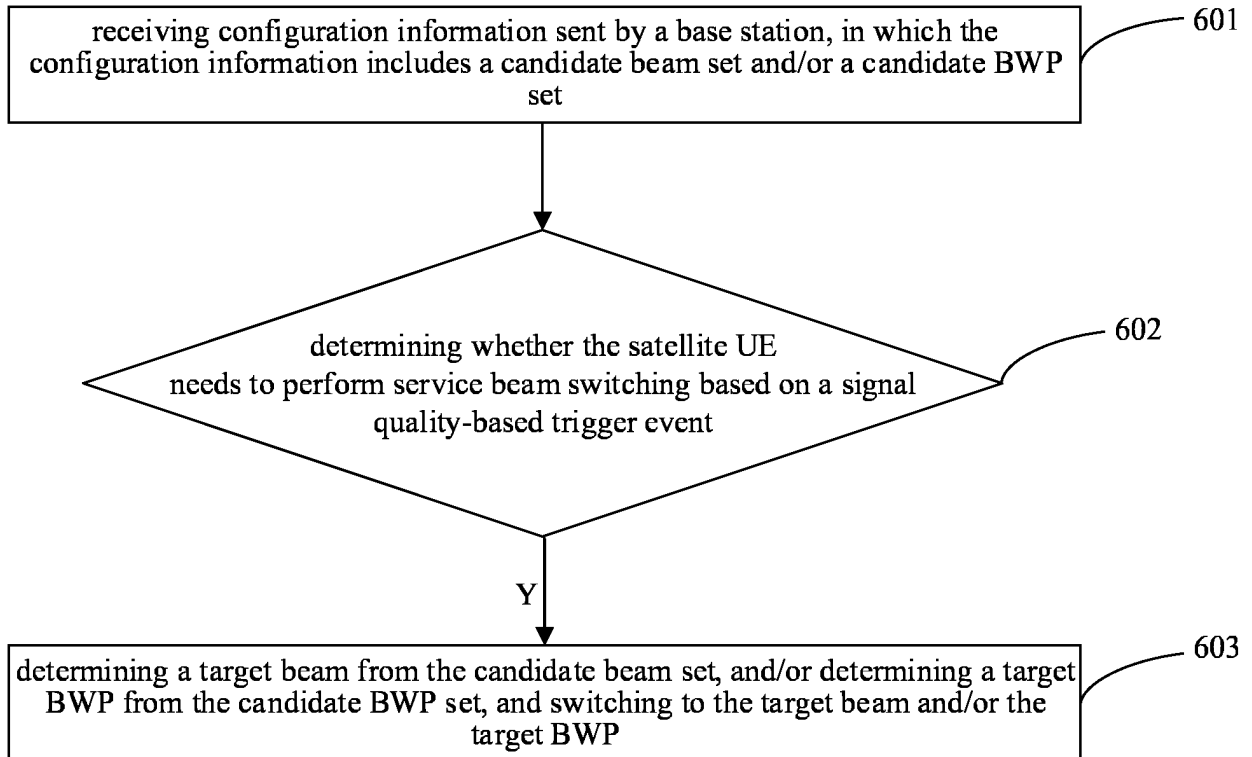 receiving configuration information sent by a base station, in which the
configuration information includes a candidate beam set and/or a candidate BWP
set
601
determining whether the satellite UE
needs to perform service beam switching based on a signal
quality-based trigger event
602
Y
determining a target beam from the candidate beam set, and/or determining a target
BWP from the candidate BWP set, and switching to the target beam and/or the
target BWP
603